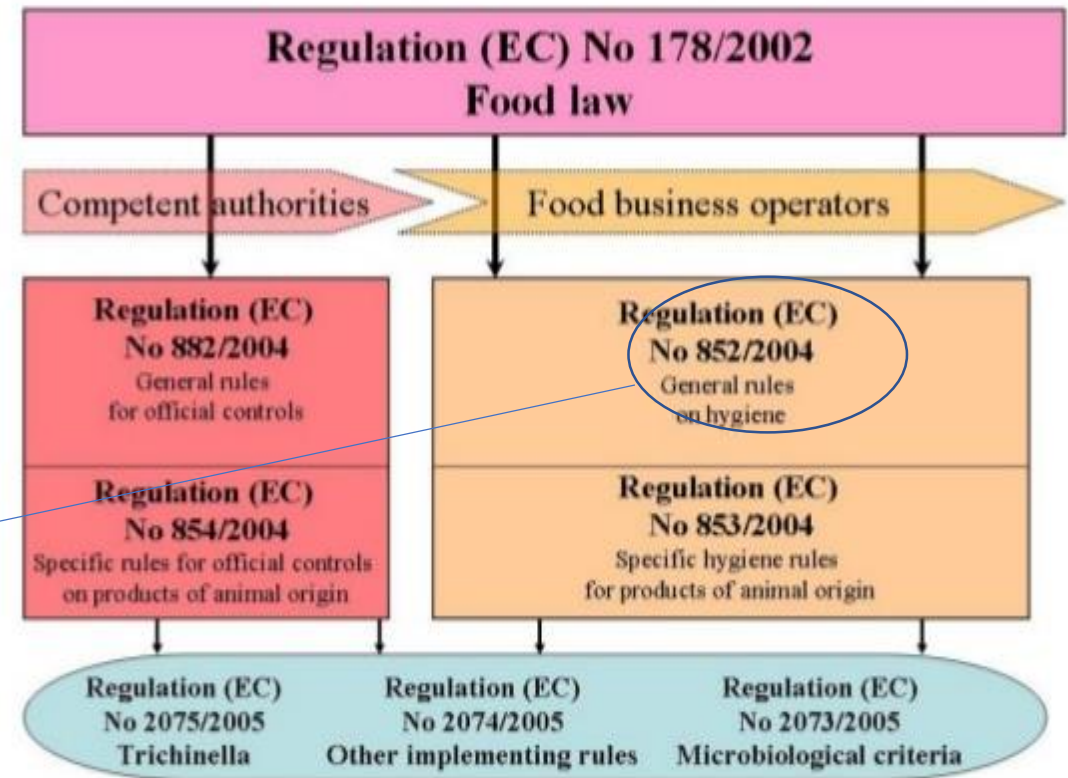 Regulation (EC) No 178/2002
Food law
Competent authorities
Food business operators
Regulation (EC)
No 882/2004
General rules
for official controls
Regulation (EC)
No 852/2004
General rules
on hygiene
Regulation (EC)
No 854/2004
Specific rules for official controls
on products of animal origin
Regulation (EC)
No 853/2004
Specific hygiene rules
for products of animal origin
Regulation (EC)
No 2075/2005
Trichinella
Regulation (EC)
No 2074/2005
Other implementing rules
Regulation (EC)
No 2073/2005
Microbiological criteria